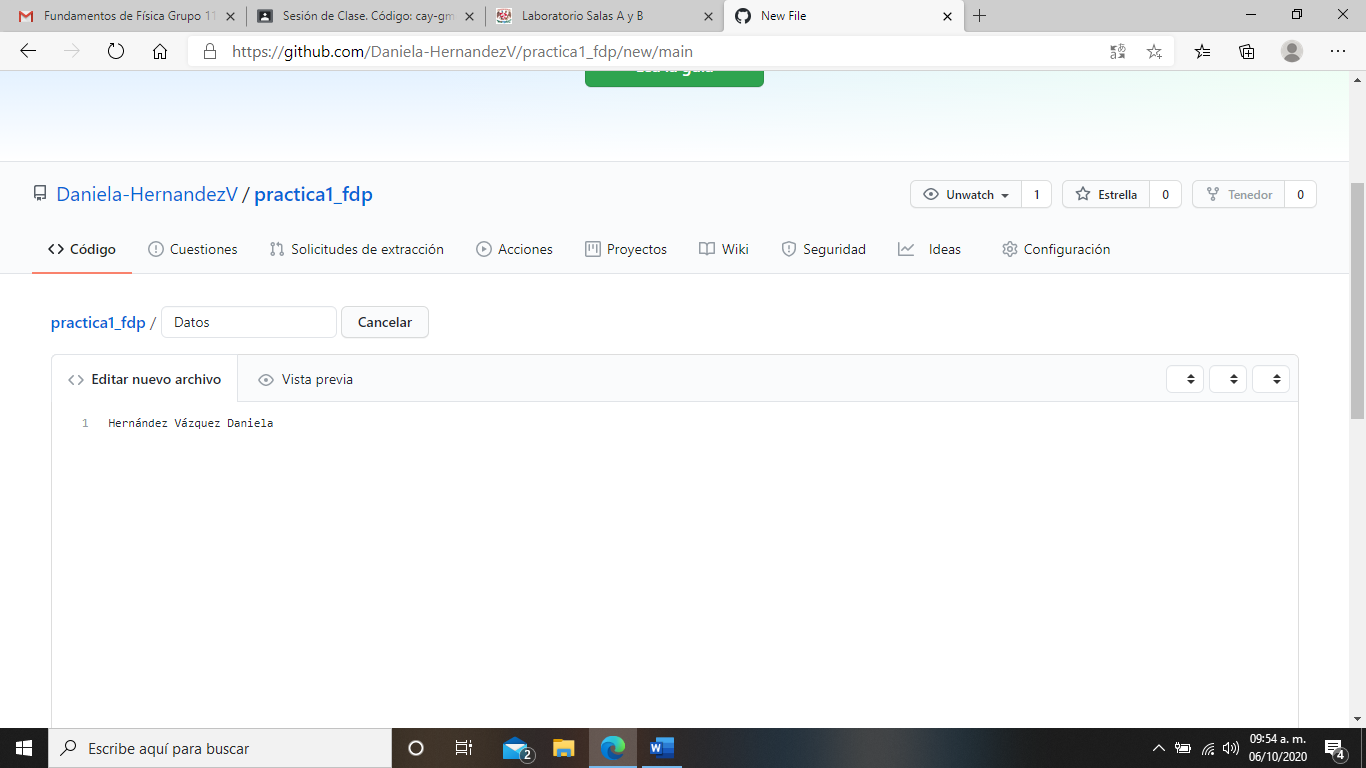 Fundamentos de Física Grupo 11
Sesión de Clase. Código: cay-gm
Laboratorio Salas A y B
New File
https://github.com/Daniela-HernandezV/practica1_fdp/new/main
Daniela-HernandezV / practica1_fdp
Unwatch 1
Estrella 0
Tenedor 0
Código
Cuestiones
Solicitudes de extracción
Acciones
Proyectos
Wiki
Seguridad
Ideas
Configuración
practica1_fdp / Datos
Cancelar
Editar nuevo archivo
Vista previa
1 Hernández Vázquez Daniela
Escribe aquí para buscar
2
09:54 a. m.
06/10/2020
4